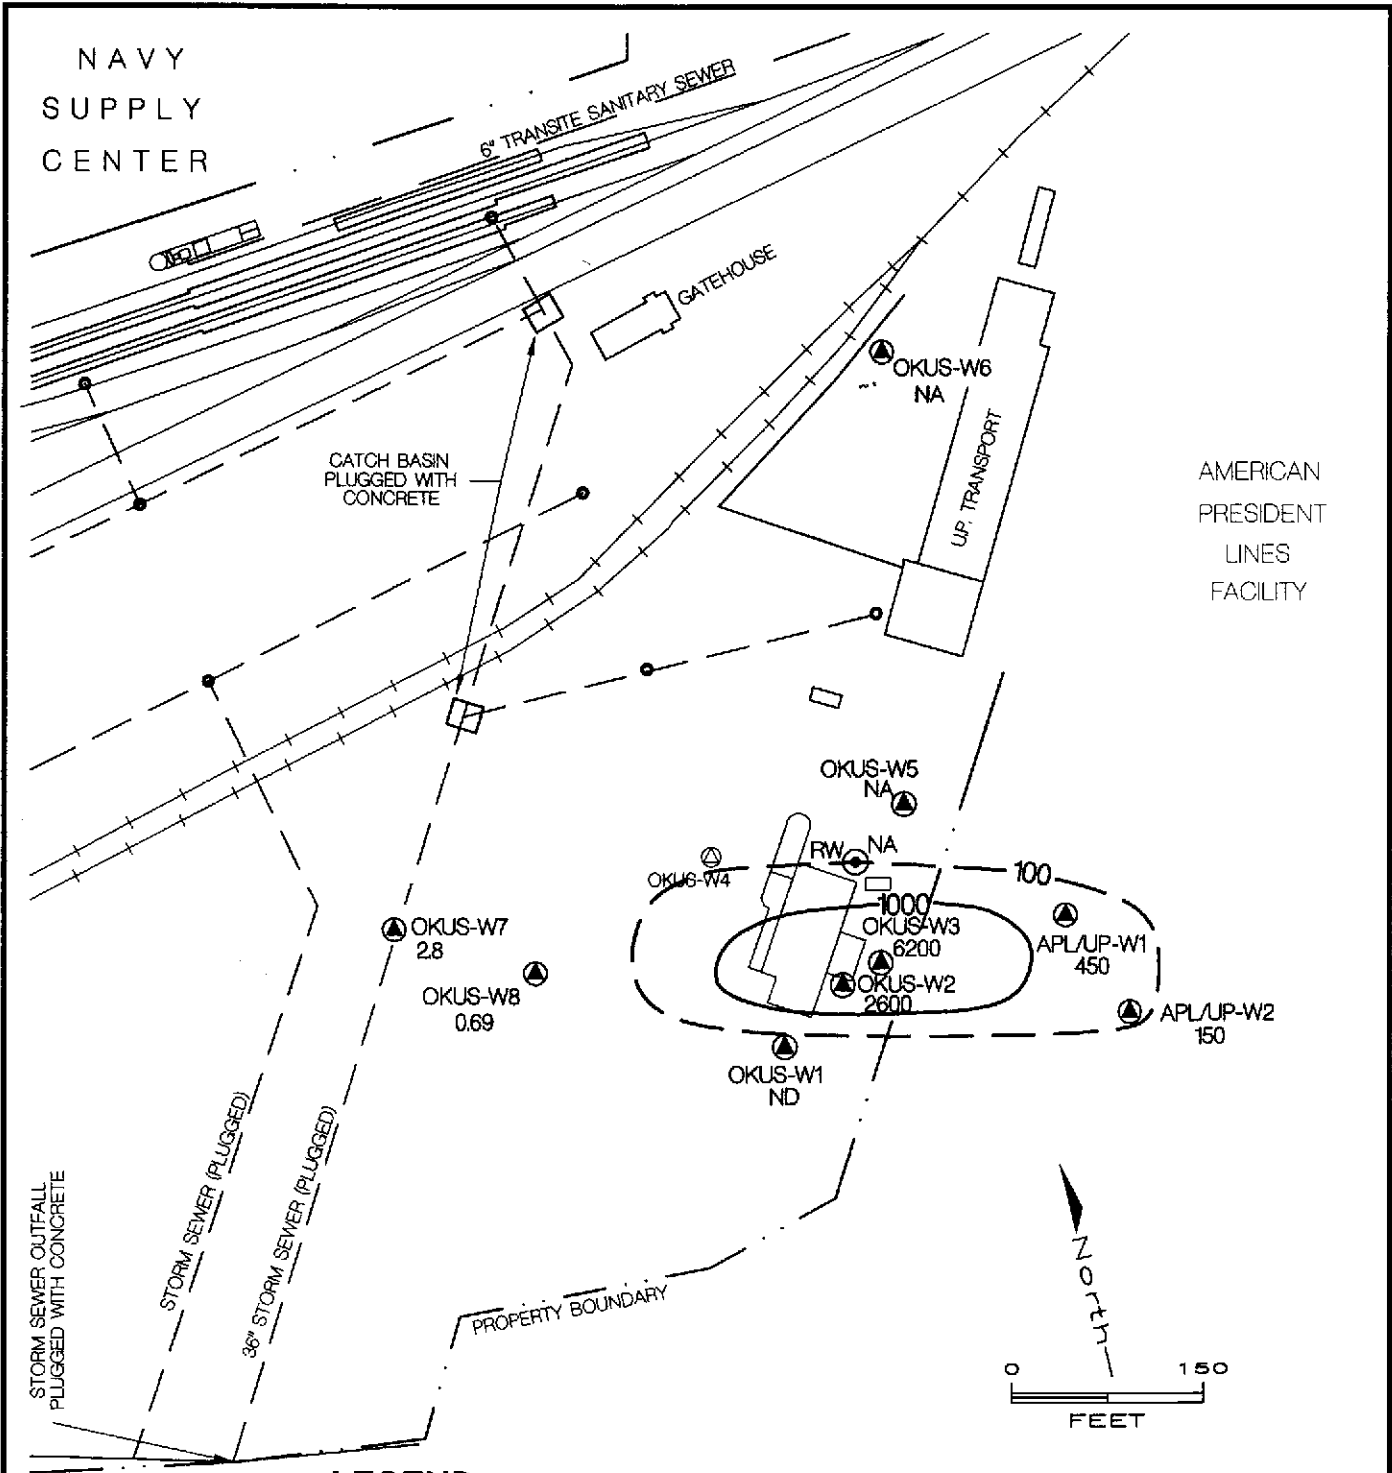 NAVY
SUPPLY
CENTER
6" TRANSITE SANITARY SEWER
GATEHOUSE
OKUS-W6
NA
CATCH BASIN
PLUGGED WITH
CONCRETE
U.P. TRANSPORT
AMERICAN
PRESIDENT
LINES
FACILITY
OKUS-W5
NA
RW
NA
OKUS-W4
100
1000
OKUS-W3
6200
OKUS-W7
2.8
APL/UP-W1
450
OKUS-W8
0.69
OKUS-W2
2600
APL/UP-W2
150
OKUS-W1
ND
STORM SEWER (PLUGGED)
36" STORM SEWER (PLUGGED)
STORM SEWER OUTFALL
PLUGGED WITH CONCRETE
PROPERTY BOUNDARY
North
0 150
FEET
LEGEND